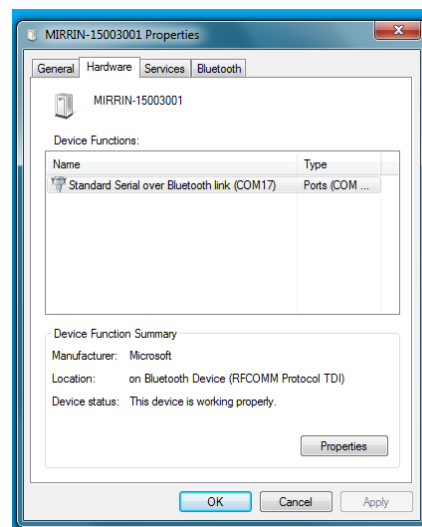 MIRRIN-15003001 Properties
General Hardware Services Bluetooth
MIRRIN-15003001
Device Functions:
Name Type
Standard Serial over Bluetooth link (COM17) Ports (COM ...
Device Function Summary
Manufacturer: Microsoft
Location: on Bluetooth Device (RFCOMM Protocol TDI)
Device status: This device is working properly.
Properties
OK Cancel Apply